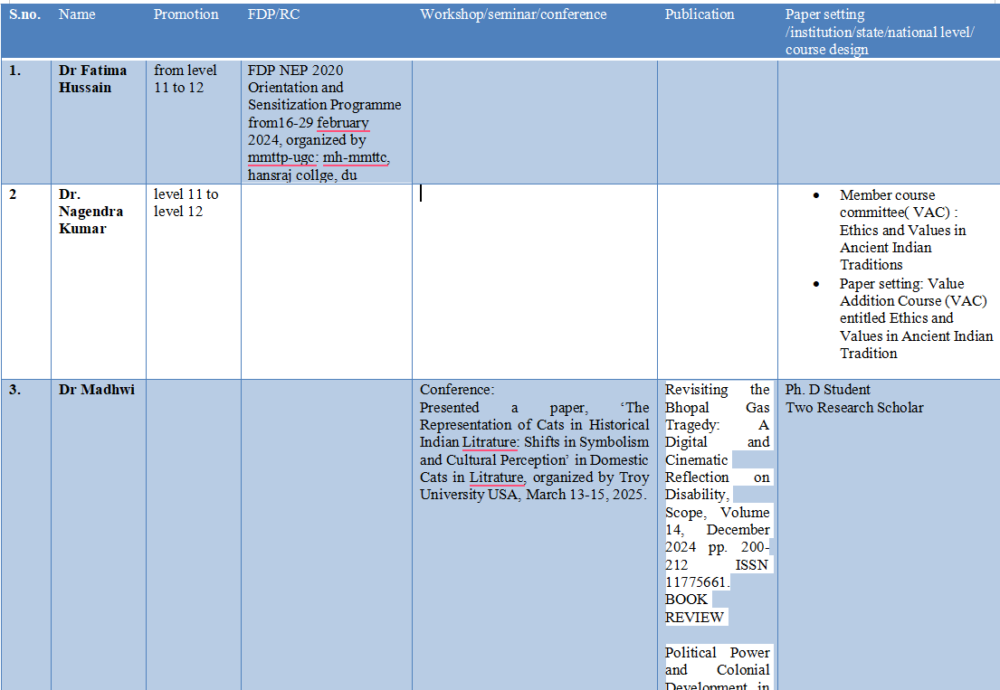 S.no.
Name
Promotion
FDP/RC
Workshop/seminar/conference
Publication
Paper setting
/institution/state/national level/
course design
1.
Dr Fatima
Hussain
from level
11 to 12
FDP NEP 2020
Orientation and
Sensitization Programme
from16-29 february
2024, organized by
mmttp-ugc: mh-mmttc,
hansraj collge, du
2
Dr.
Nagendra
Kumar
level 11 to
level 12
• Member course
committee( VAC) :
Ethics and Values in
Ancient Indian
Traditions
• Paper setting: Value
Addition Course (VAC)
entitled Ethics and
Values in Ancient Indian
Tradition
3.
Dr Madhwi
Conference:
Presented a paper, ‘The
Representation of Cats in Historical
Indian Litrature: Shifts in Symbolism
and Cultural Perception’ in Domestic
Cats in Litrature, organized by Troy
University USA, March 13-15, 2025.
Revisiting the
Bhopal Gas
Tragedy: A
Digital and
Cinematic
Reflection on
Disability,
Scope, Volume
14, December
2024 pp. 200-
212 ISSN
11775661.
BOOK
REVIEW
Political Power
and Colonial
Development in
Ph. D Student
Two Research Scholar